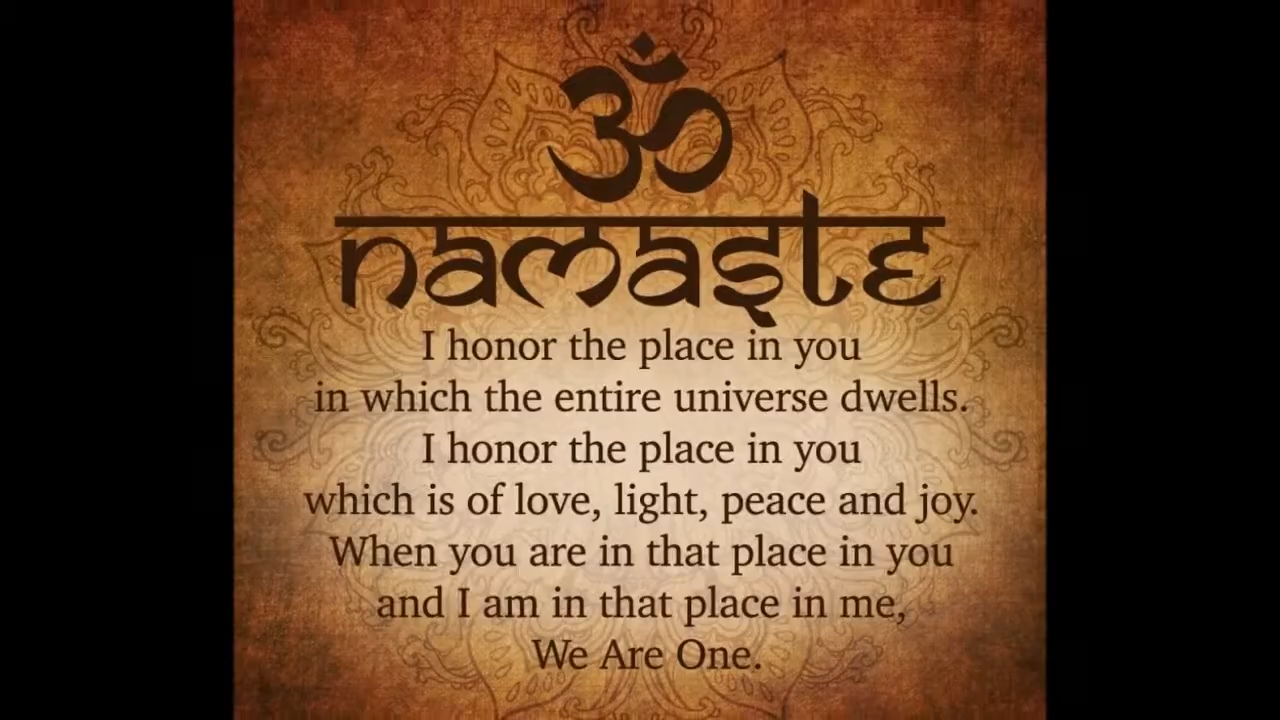 ॐ
namaste
I honor the place in you
in which the entire universe dwells.
I honor the place in you
which is of love, light, peace and joy.
When you are in that place in you
and I am in that place in me,
We Are One.